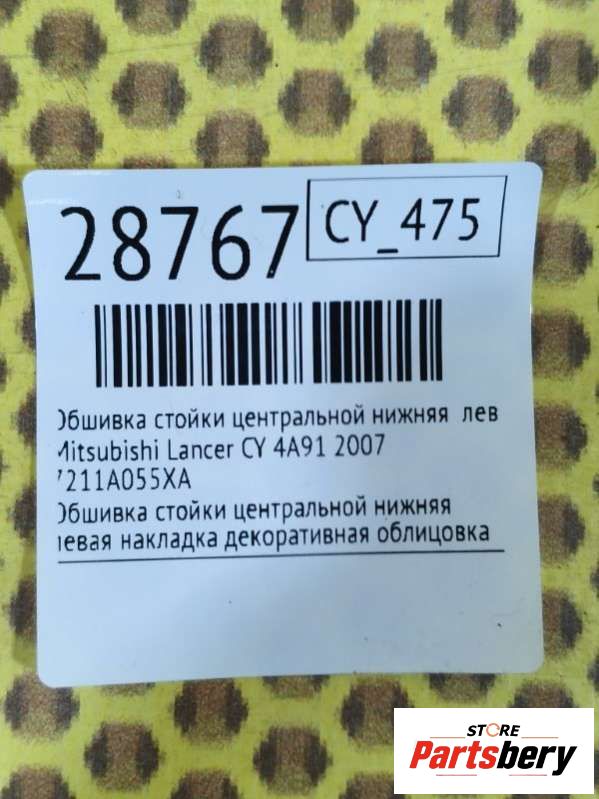 28767
CY_475
Обшивка стойки центральной нижняя лев
Mitsubishi Lancer CY 4A91 2007
7211A055XA
Обшивка стойки центральной нижняя
левая накладка декоративная облицовка
STORE
Partsbery